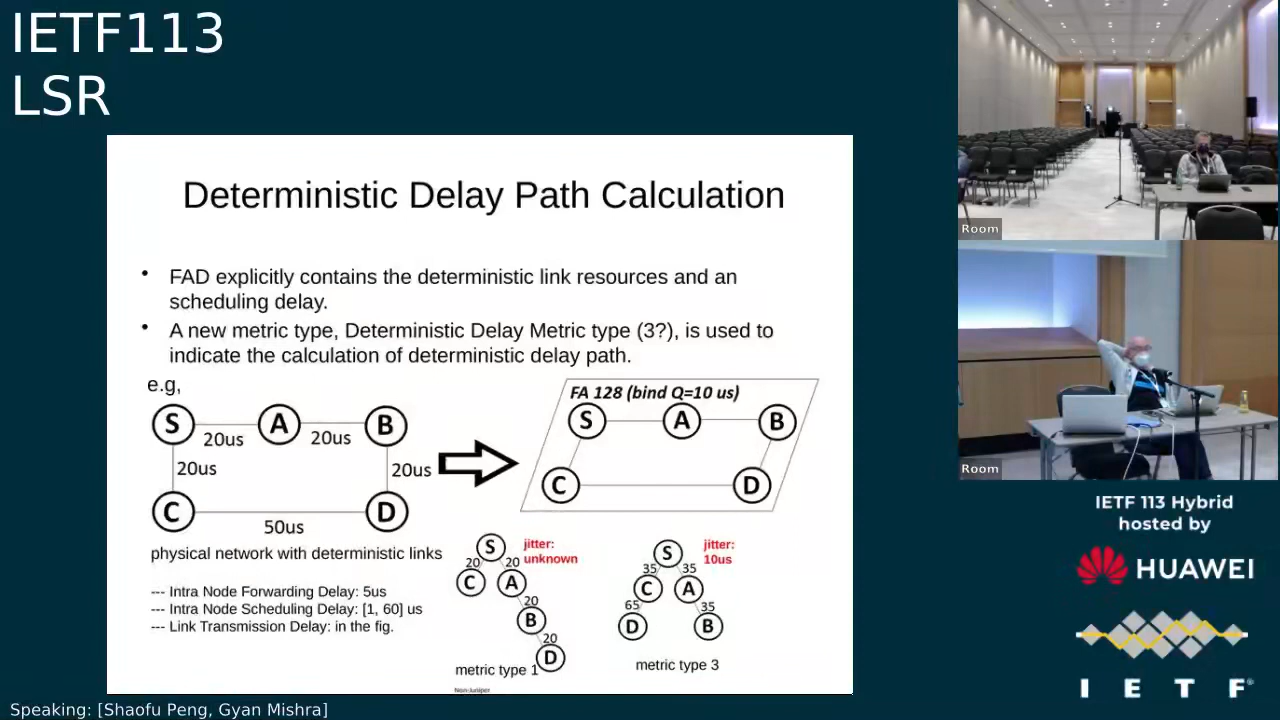 IETF113
LSR
Deterministic Delay Path Calculation
• FAD explicitly contains the deterministic link resources and an
scheduling delay.
• A new metric type, Deterministic Delay Metric type (3?), is used to
indicate the calculation of deterministic delay path.
e.g,
S
A
B
20us
20us
20us
20us
C
D
50us
physical network with deterministic links
--- Intra Node Forwarding Delay: 5us
--- Intra Node Scheduling Delay: [1, 60] us
--- Link Transmission Delay: in the fig.
FA 128 (bind Q=10 us)
S
A
B
C
D
S
jitter:
unknown
20
20
C
A
20
B
20
D
metric type 1
S
jitter:
10us
35
35
C
A
65
35
D
B
metric type 3
Non-Juniper
Room
Room
IETF 113 Hybrid
hosted by
HUAWEI
I E T F®
Speaking: [Shaofu Peng, Gyan Mishra]